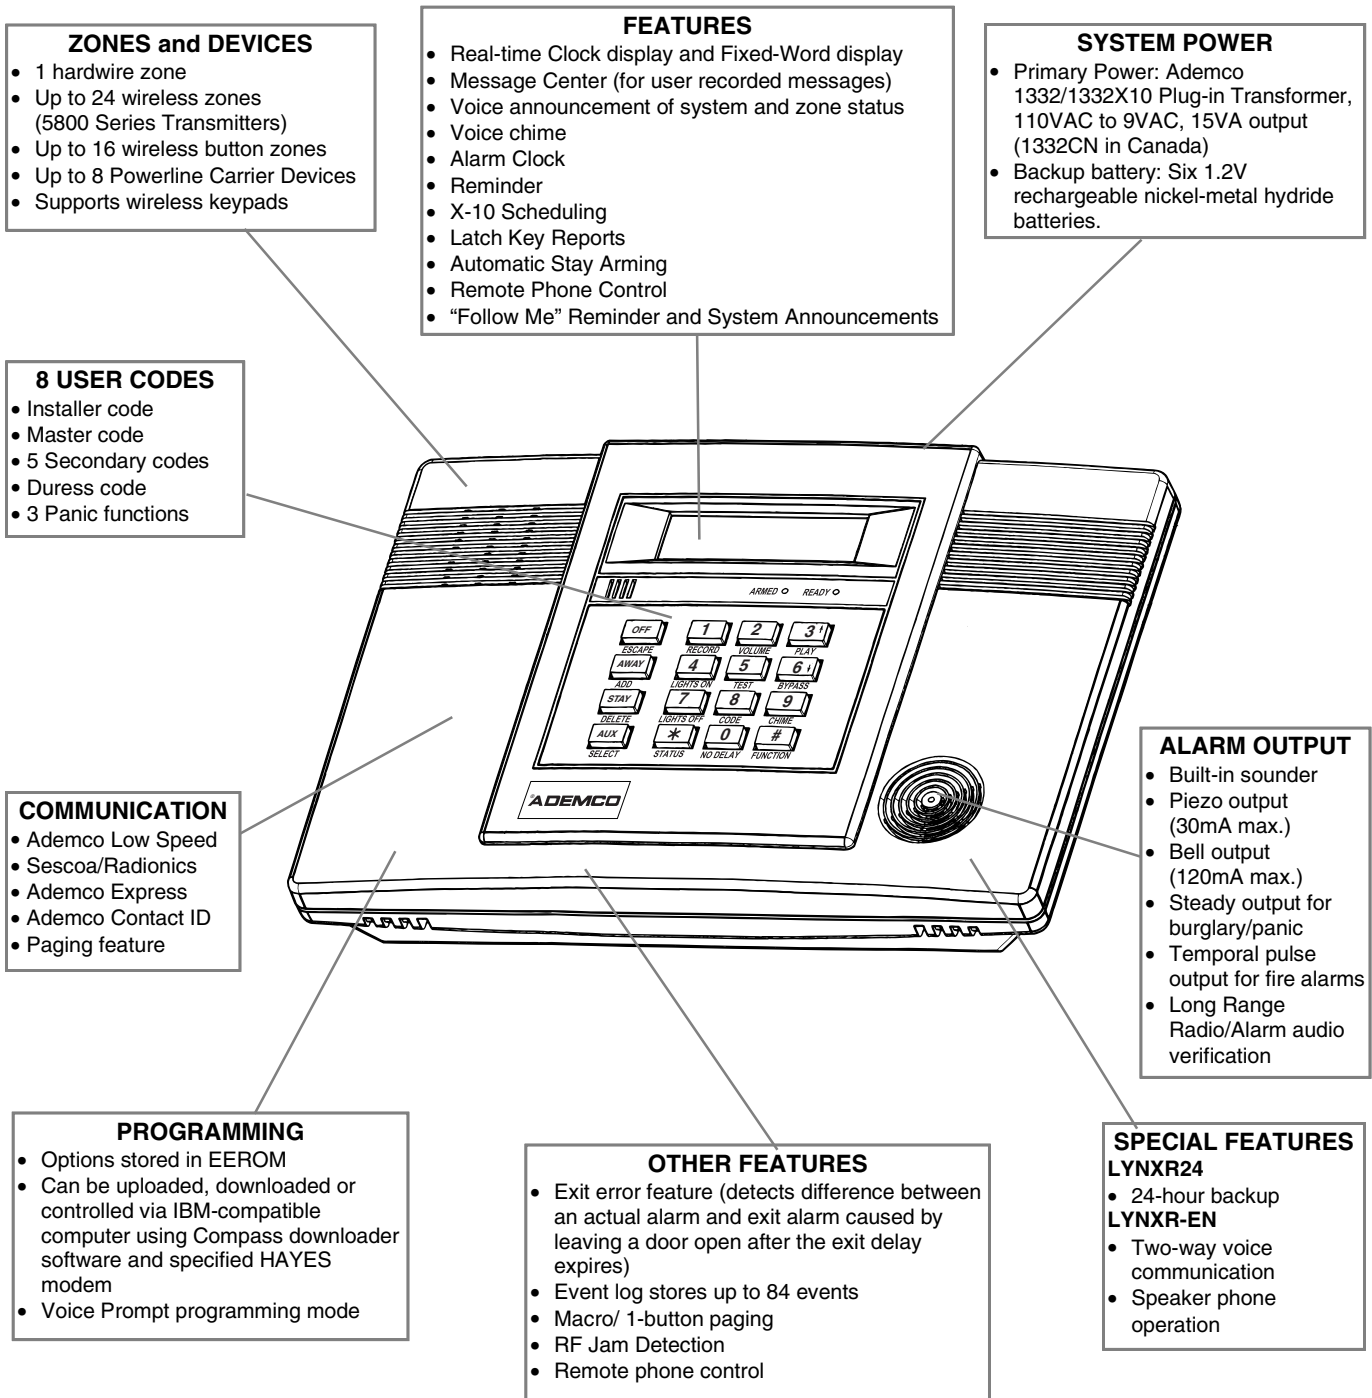 ZONES and DEVICES
• 1 hardwire zone
• Up to 24 wireless zones
(5800 Series Transmitters)
• Up to 16 wireless button zones
• Up to 8 Powerline Carrier Devices
• Supports wireless keypads
FEATURES
• Real-time Clock display and Fixed-Word display
• Message Center (for user recorded messages)
• Voice announcement of system and zone status
• Voice chime
• Alarm Clock
• Reminder
• X-10 Scheduling
• Latch Key Reports
• Automatic Stay Arming
• Remote Phone Control
• “Follow Me” Reminder and System Announcements
SYSTEM POWER
• Primary Power: Ademco
1332/1332X10 Plug-in Transformer,
110VAC to 9VAC, 15VA output
(1332CN in Canada)
• Backup battery: Six 1.2V
rechargeable nickel-metal hydride
batteries.
8 USER CODES
• Installer code
• Master code
• 5 Secondary codes
• Duress code
• 3 Panic functions
ARMED READY
OFF 1 2 3
ESCAPE RECORD VOLUME PLAY
AWAY 4 5 6
ADD LIGHTS ON TEST BYPASS
STAY 7 8 9
DELETE LIGHTS OFF CODE CHIME
AUX * 0 #
SELECT STATUS NO DELAY FUNCTION
ADEMCO
COMMUNICATION
• Ademco Low Speed
• Sescoa/Radionics
• Ademco Express
• Ademco Contact ID
• Paging feature
ALARM OUTPUT
• Built-in sounder
• Piezo output
(30mA max.)
• Bell output
(120mA max.)
• Steady output for
burglary/panic
• Temporal pulse
output for fire alarms
• Long Range
Radio/Alarm audio
verification
PROGRAMMING
• Options stored in EEROM
• Can be uploaded, downloaded or
controlled via IBM-compatible
computer using Compass downloader
software and specified HAYES
modem
• Voice Prompt programming mode
OTHER FEATURES
• Exit error feature (detects difference between
an actual alarm and exit alarm caused by
leaving a door open after the exit delay
expires)
• Event log stores up to 84 events
• Macro/ 1-button paging
• RF Jam Detection
• Remote phone control
SPECIAL FEATURES
LYNXR24
• 24-hour backup
LYNXR-EN
• Two-way voice
communication
• Speaker phone
operation